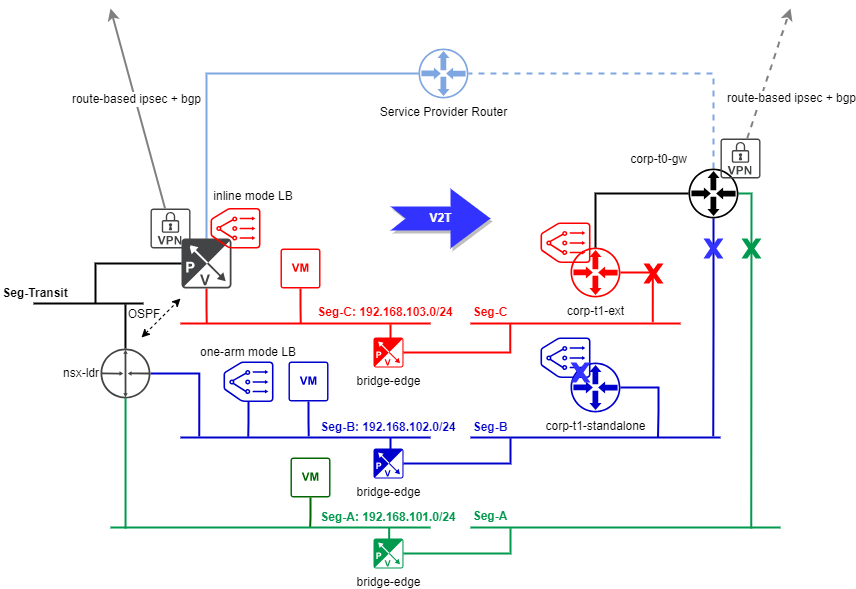 route-based ipsec + bgp
route-based ipsec + bgp
Service Provider Router
corp-t0-gw
VPN
inline mode LB
VPN
V2T
P
V
VM
X
X
X
Seg-Transit
OSPF
Seg-C: 192.168.103.0/24
Seg-C
corp-t1-ext
P
V
one-arm mode LB
bridge-edge
nsx-ldr
VM
X
Seg-B: 192.168.102.0/24
Seg-B
corp-t1-standalone
P
V
bridge-edge
VM
Seg-A: 192.168.101.0/24
Seg-A
P
V
bridge-edge